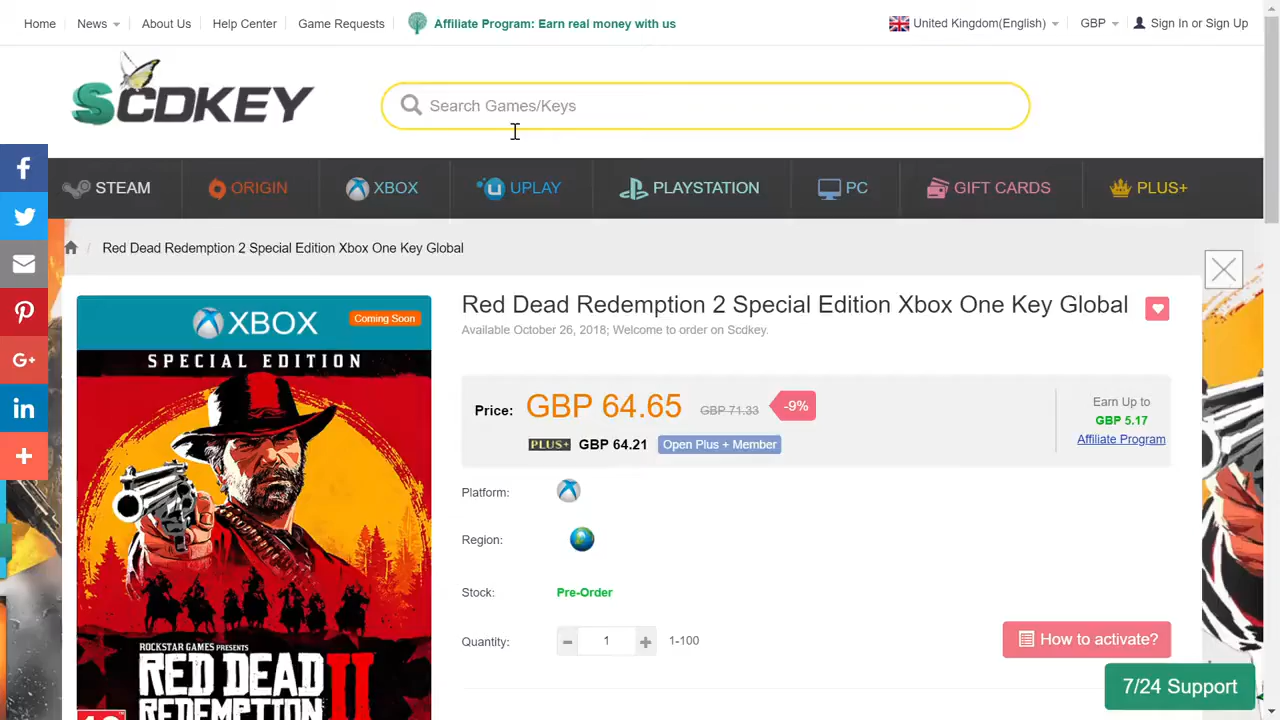 Home News About Us Help Center Game Requests Affiliate Program: Earn real money with us United Kingdom(English) GBP Sign In or Sign Up
SCDKEY
Search Games/Keys
STEAM ORIGIN XBOX UPLAY PLAYSTATION PC GIFT CARDS PLUS+
/ Red Dead Redemption 2 Special Edition Xbox One Key Global
XBOX Coming Soon
SPECIAL EDITION
ROCKSTAR GAMES PRESENTS
RED DEAD
REDEMPTION II
Red Dead Redemption 2 Special Edition Xbox One Key Global
Available October 26, 2018; Welcome to order on Scdkey.
Price: GBP 64.65 GBP 71.33 -9%
PLUS+ GBP 64.21 Open Plus + Member
Earn Up to
GBP 5.17
Affiliate Program
Platform:
Region:
Stock: Pre-Order
Quantity: 1 1-100
How to activate?
7/24 Support